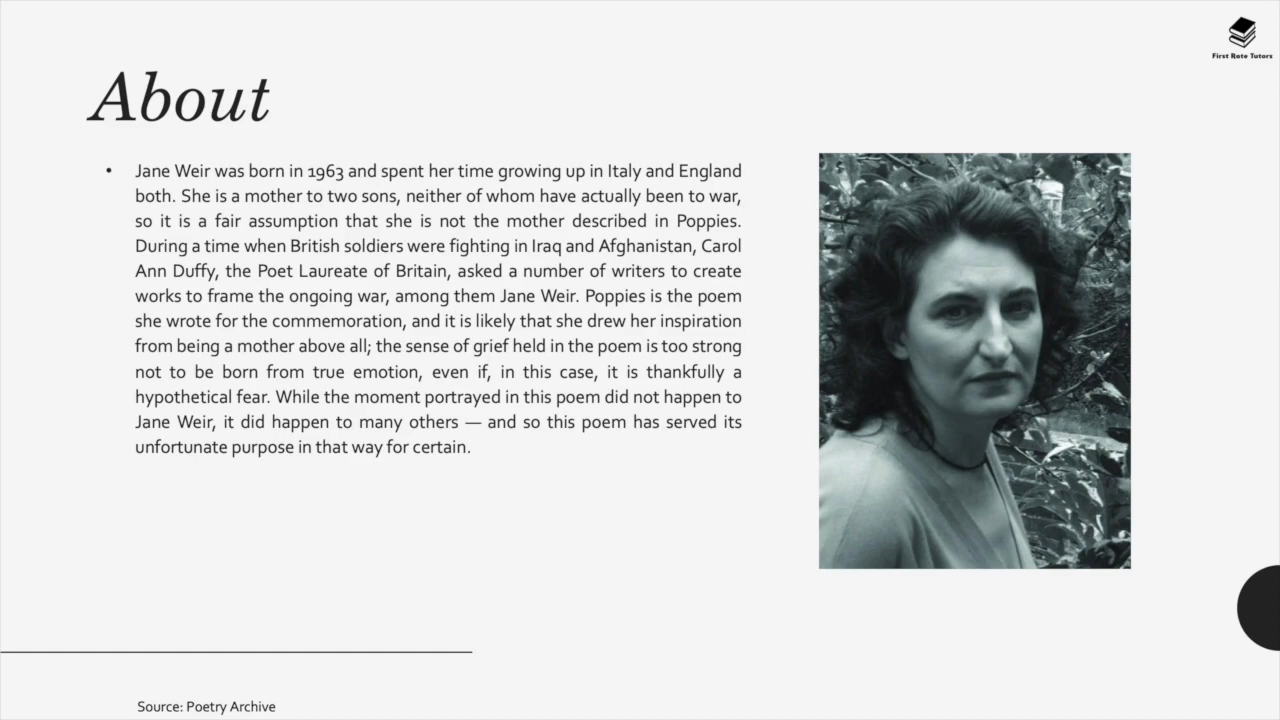 First Rate Tutors
About
• Jane Weir was born in 1963 and spent her time growing up in Italy and England
both. She is a mother to two sons, neither of whom have actually been to war,
so it is a fair assumption that she is not the mother described in Poppies.
During a time when British soldiers were fighting in Iraq and Afghanistan, Carol
Ann Duffy, the Poet Laureate of Britain, asked a number of writers to create
works to frame the ongoing war, among them Jane Weir. Poppies is the poem
she wrote for the commemoration, and it is likely that she drew her inspiration
from being a mother above all; the sense of grief held in the poem is too strong
not to be born from true emotion, even if, in this case, it is thankfully a
hypothetical fear. While the moment portrayed in this poem did not happen to
Jane Weir, it did happen to many others — and so this poem has served its
unfortunate purpose in that way for certain.
Source: Poetry Archive